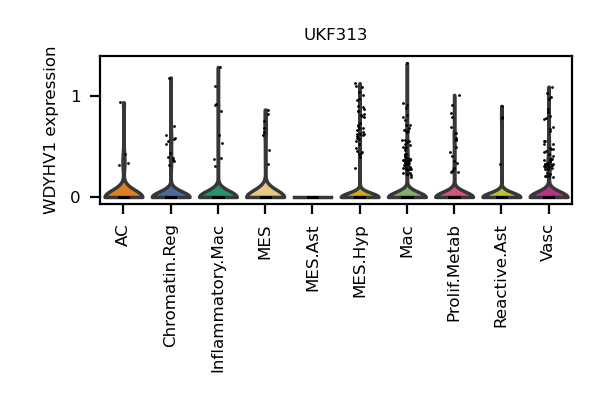 UKF313
WDYHV1 expression
1
0
AC
Chromatin.Reg
Inflammatory.Mac
MES
MES.Ast
MES.Hyp
Mac
Prolif.Metab
Reactive.Ast
Vasc